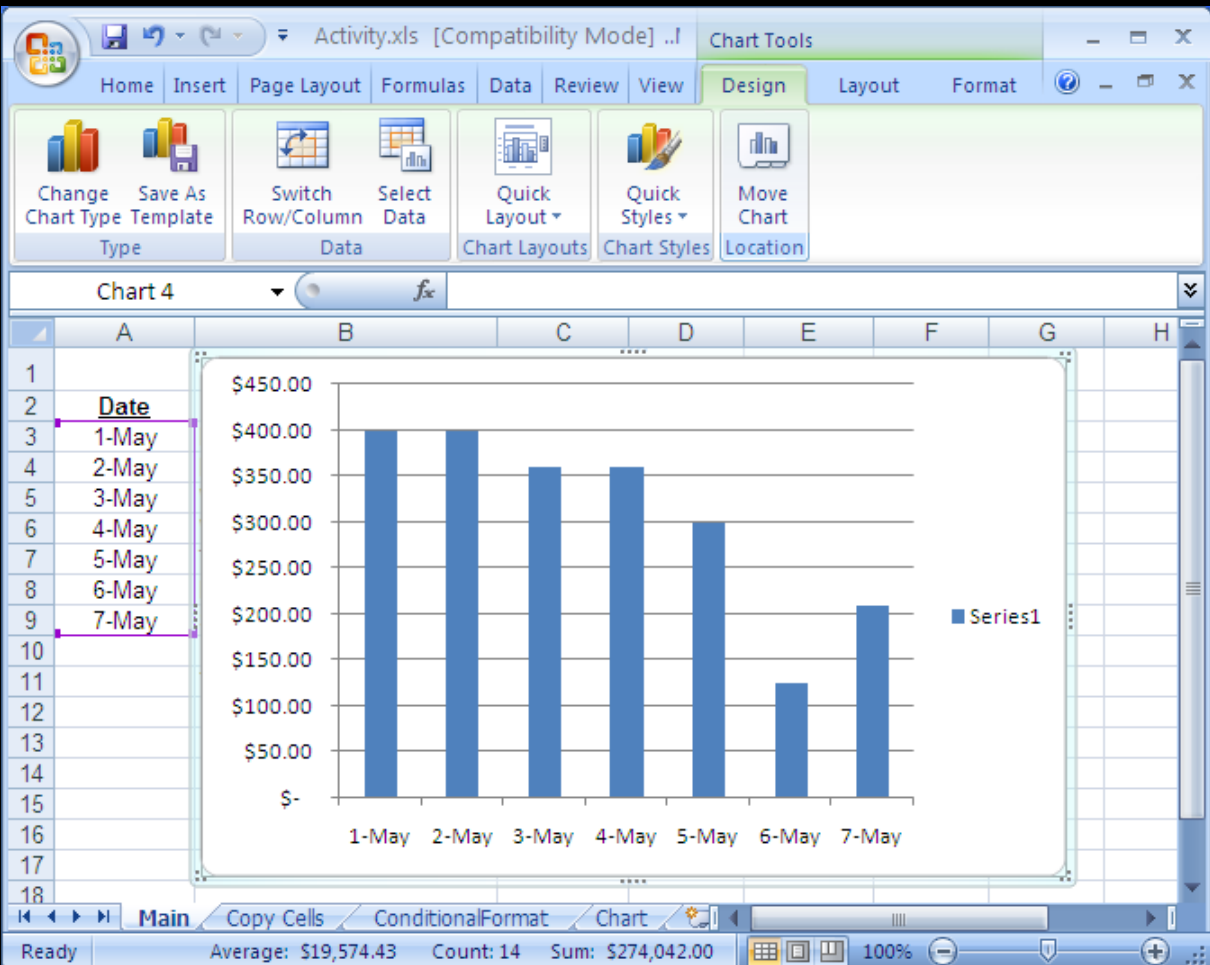 Activity.xls [Compatibility Mode] ..! Chart Tools
Home Insert Page Layout Formulas Data Review View Design Layout Format
Change Chart Type Save As Template Switch Row/Column Select Data Quick Layout Quick Styles Move Chart
Type Data Chart Layouts Chart Styles Location
Chart 4 fx
A B C D E F G H
1 $450.00
2 Date
3 1-May $400.00
4 2-May
5 3-May $350.00
6 4-May $300.00
7 5-May $250.00
8 6-May
9 7-May $200.00 Series1
10 $150.00
11
12 $100.00
13 $50.00
14
15 $-
16 1-May 2-May 3-May 4-May 5-May 6-May 7-May
17
18
Main Copy Cells ConditionalFormat Chart
Ready Average: $19,574.43 Count: 14 Sum: $274,042.00 100%